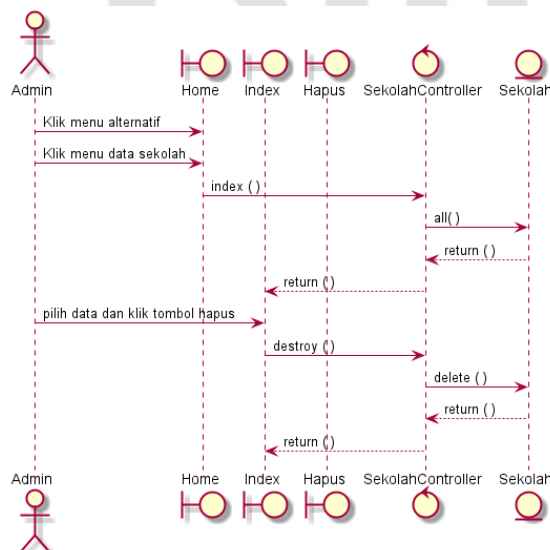 Admin Home Index Hapus SekolahController Sekolah
Klik menu alternatif
Klik menu data sekolah
index ( )
all( )
return ( )
return ( )
pilih data dan klik tombol hapus
destroy ( )
delete ( )
return ( )
return ( )
Admin Home Index Hapus SekolahController Sekolah